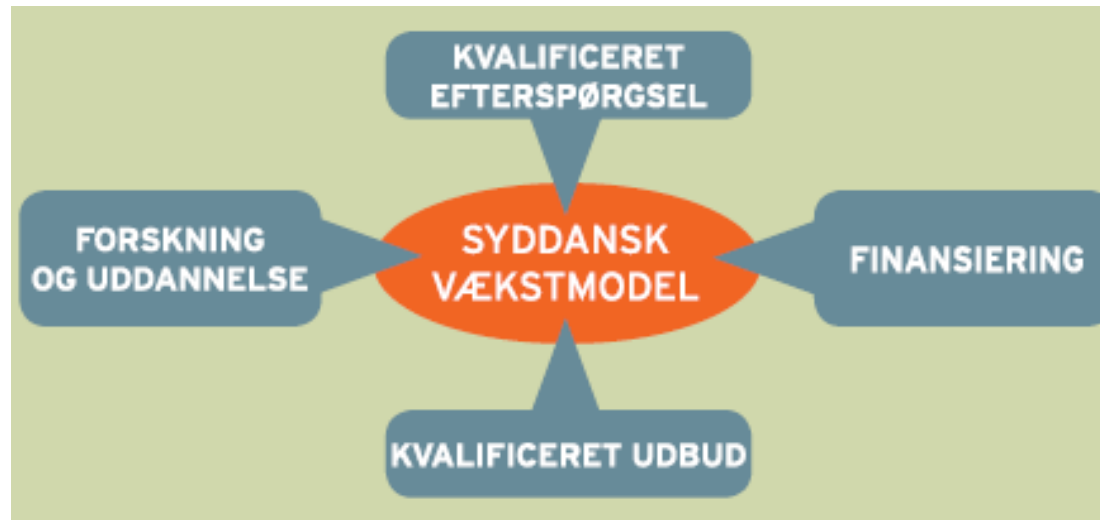 KVALIFICERET
EFTERSPØRGSEL
FORSKNING
OG UDDANNELSE
SYDDANSK
VÆKSTMODEL
FINANSIERING
KVALIFICERET UDBUD